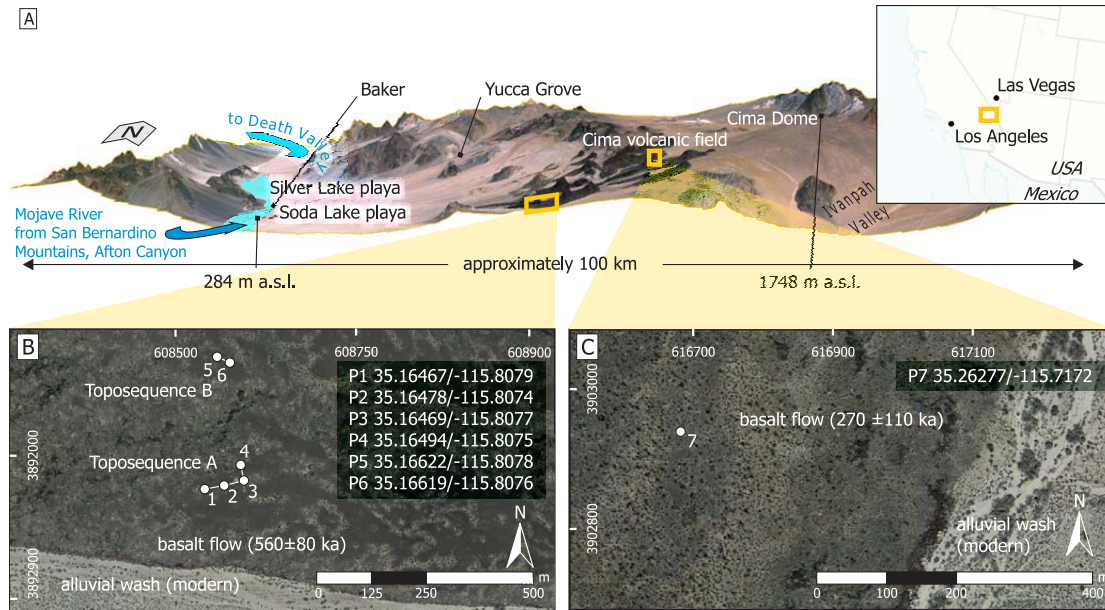 A
Baker
Yucca Grove
to Death Valley
Cima Dome
Cima volcanic field
N
Silver Lake playa
Soda Lake playa
Ivanpah
Valley
Mojave River
from San Bernardino
Mountains, Afton Canyon
approximately 100 km
284 m a.s.l.
1748 m a.s.l.
Las Vegas
Los Angeles
USA
Mexico
B
608500
608750
608900
5
6
Toposequence B
P1 35.16467/-115.8079
P2 35.16478/-115.8074
P3 35.16469/-115.8077
P4 35.16494/-115.8075
P5 35.16622/-115.8078
P6 35.16619/-115.8076
3892000
Toposequence A
4
1
2
3
N
basalt flow (560±80 ka)
3892900
alluvial wash (modern)
m
0
125
250
500
C
616700
616900
617100
P7 35.26277/-115.7172
3903000
basalt flow (270 ±110 ka)
7
3902800
N
alluvial wash
(modern)
m
0
100
200
400